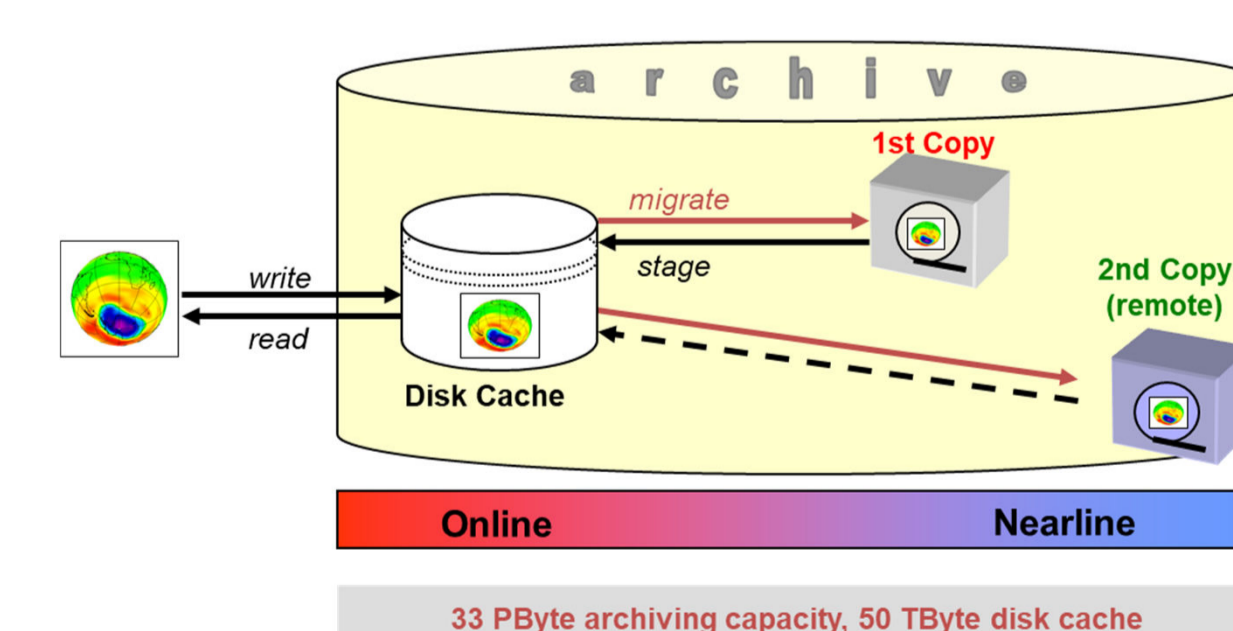 archive
1st Copy
migrate
stage
write
read
2nd Copy
(remote)
Disk Cache
Online
Nearline
33 PByte archiving capacity, 50 TByte disk cache